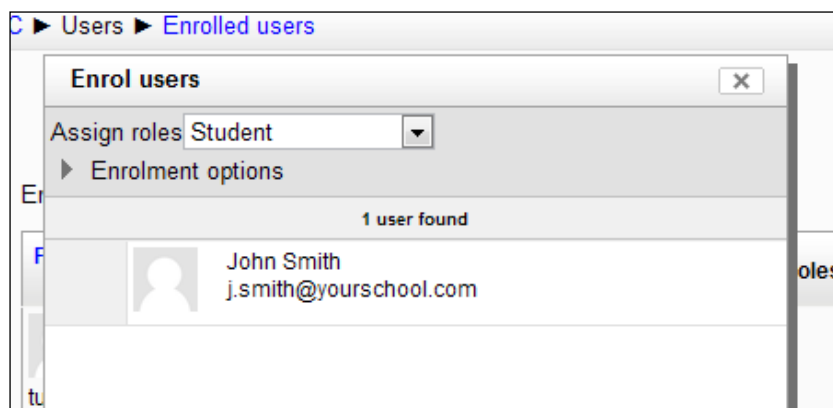 C ► Users ► Enrolled users
Enrol users
Assign roles Student
Enrolment options
1 user found
John Smith
j.smith@yourschool.com